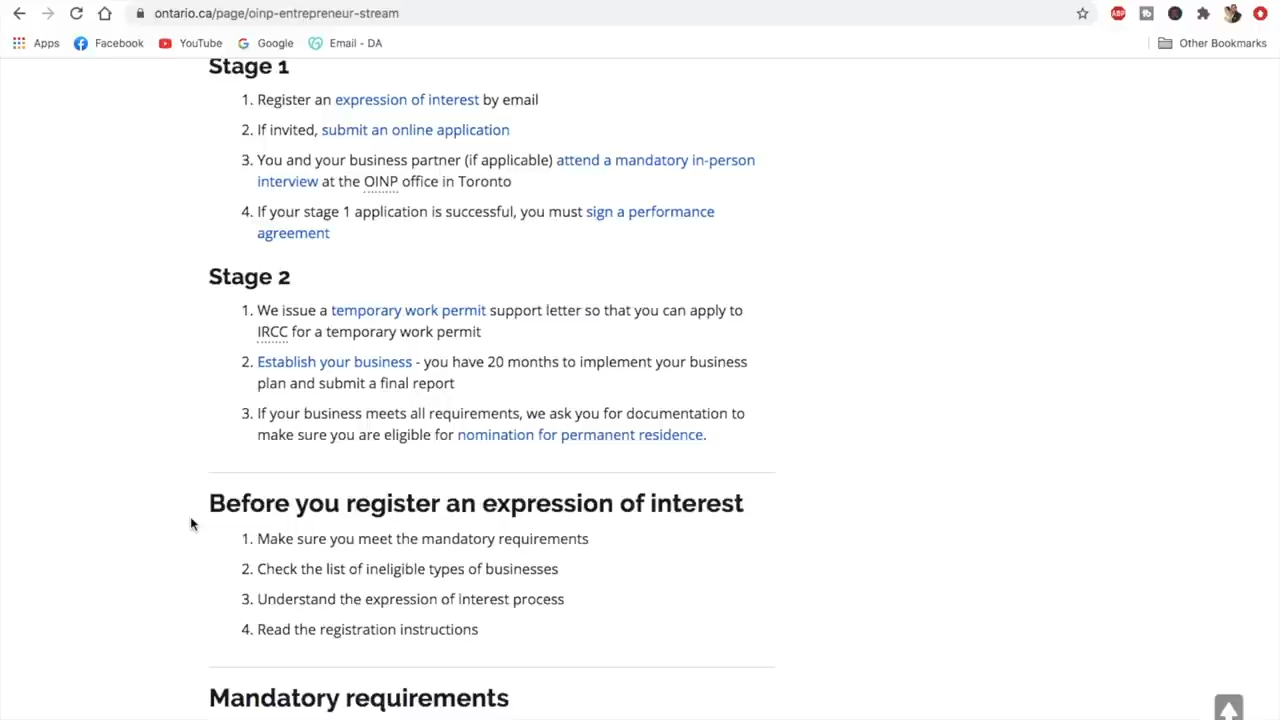 ontario.ca/page/oinp-entrepreneur-stream
ABP
Apps Facebook YouTube Google Email - DA Other Bookmarks
Stage 1
1. Register an expression of interest by email
2. If invited, submit an online application
3. You and your business partner (if applicable) attend a mandatory in-person
interview at the OINP office in Toronto
4. If your stage 1 application is successful, you must sign a performance
agreement
Stage 2
1. We issue a temporary work permit support letter so that you can apply to
IRCC for a temporary work permit
2. Establish your business - you have 20 months to implement your business
plan and submit a final report
3. If your business meets all requirements, we ask you for documentation to
make sure you are eligible for nomination for permanent residence.
Before you register an expression of interest
1. Make sure you meet the mandatory requirements
2. Check the list of ineligible types of businesses
3. Understand the expression of interest process
4. Read the registration instructions
Mandatory requirements